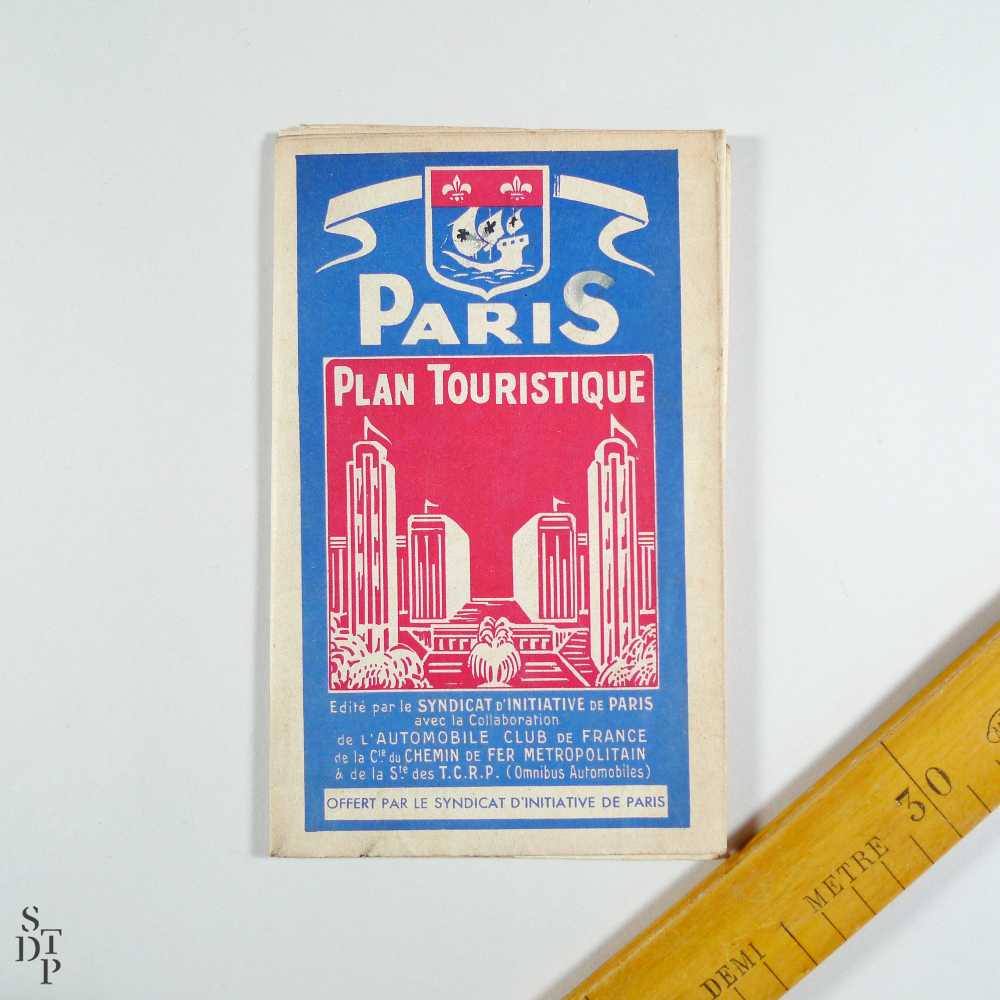 PARIS
PLAN TOURISTIQUE
Edité par le SYNDICAT D'INITIATIVE DE PARIS
avec la Collaboration
de L'AUTOMOBILE CLUB DE FRANCE
de la Cie du CHEMIN DE FER METROPOLITAIN
& de la Sté des T.C.R.P. (Omnibus Automobiles)
OFFERT PAR LE SYNDICAT D'INITIATIVE DE PARIS
DEMI METRE 30
S
DT
P